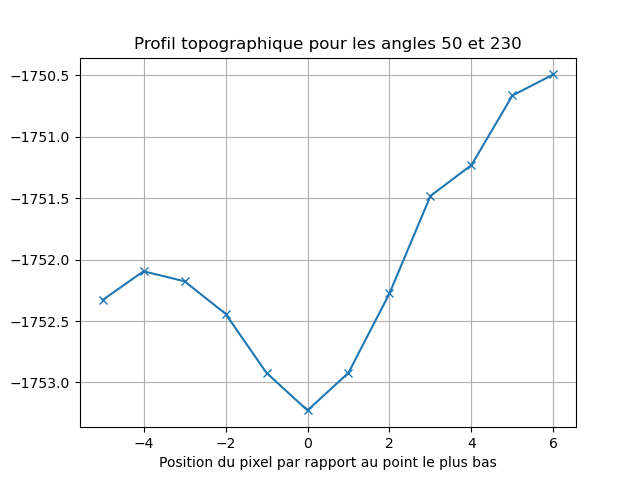 Profil topographique pour les angles 50 et 230
−1750.5
−1751.0
−1751.5
−1752.0
−1752.5
−1753.0
−4 −2 0 2 4 6
Position du pixel par rapport au point le plus bas